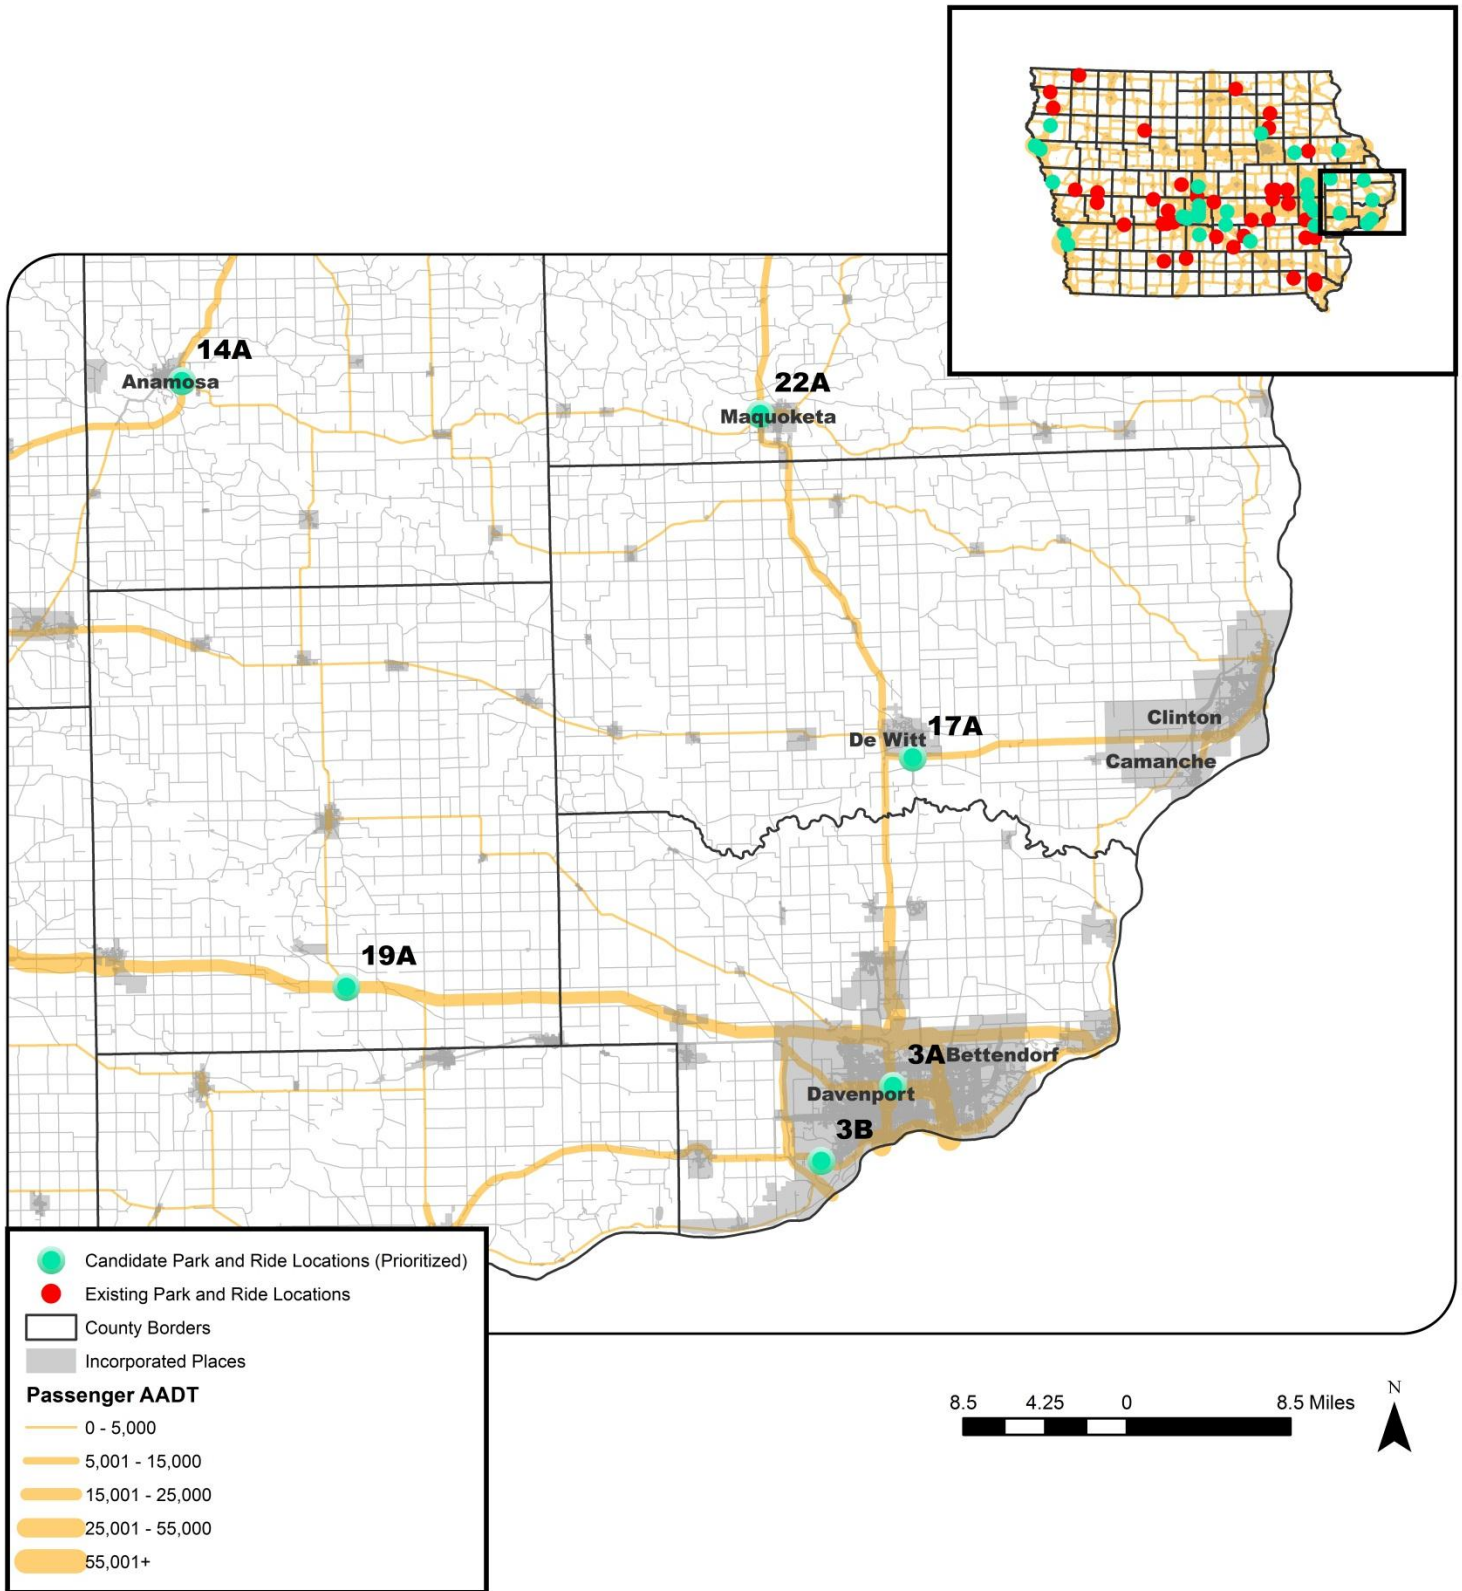 14A
Anamosa
22A
Maquoketa
17A
De Witt
Clinton
Camanche
19A
3A
Bettendorf
Davenport
3B
Candidate Park and Ride Locations (Prioritized)
Existing Park and Ride Locations
County Borders
Incorporated Places
Passenger AADT
0 - 5,000
5,001 - 15,000
15,001 - 25,000
25,001 - 55,000
55,001+
8.5 4.25 0 8.5 Miles
N